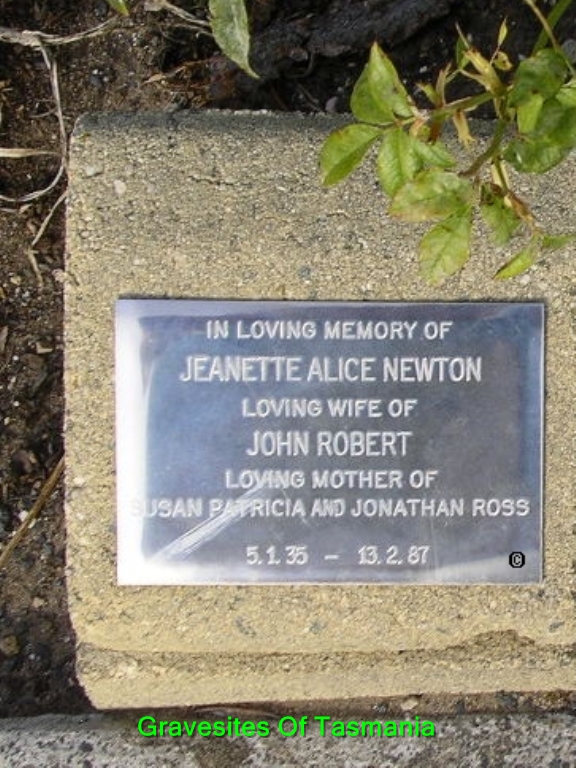 IN LOVING MEMORY OF
JEANETTE ALICE NEWTON
LOVING WIFE OF
JOHN ROBERT
LOVING MOTHER OF
SUSAN PATRICIA AND JONATHAN ROSS
5.1.35 – 13.2.87
©
Gravesites Of Tasmania